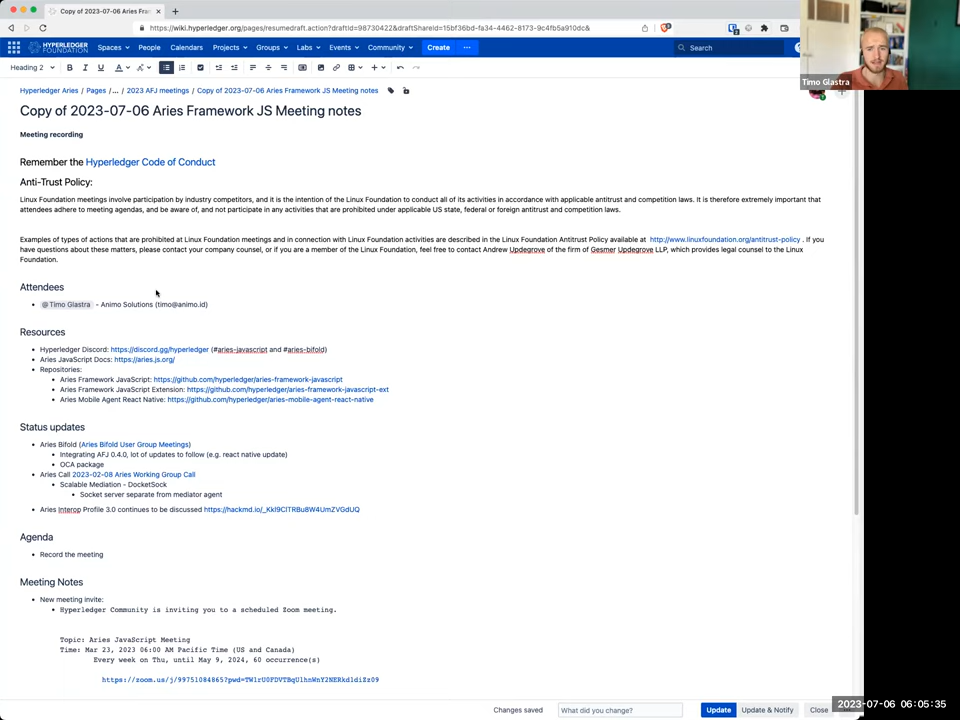 Copy of 2023-07-06 Aries Fram
https://wiki.hyperledger.org/pages/resumedraft.action?draftId=98730422&draftShareId=15bf36bd-fa34-4462-8173-9c4fb5a910dc&
HYPERLEDGER
FOUNDATION
Spaces People Calendars Projects Groups Labs Events Community Create ··· Search
Heading 2 B I U A
Hyperledger Aries / Pages /... / 2023 AFJ meetings / Copy of 2023-07-06 Aries Framework JS Meeting notes
Timo Glastra
Copy of 2023-07-06 Aries Framework JS Meeting notes
Meeting recording
Remember the Hyperledger Code of Conduct
Anti-Trust Policy:
Linux Foundation meetings involve participation by industry competitors, and it is the intention of the Linux Foundation to conduct all of its activities in accordance with applicable antitrust and competition laws. It is therefore extremely important that
attendees adhere to meeting agendas, and be aware of, and not participate in any activities that are prohibited under applicable US state, federal or foreign antitrust and competition laws.
Examples of types of actions that are prohibited at Linux Foundation meetings and in connection with Linux Foundation activities are described in the Linux Foundation Antitrust Policy available at http://www.linuxfoundation.org/antitrust-policy . If you
have questions about these matters, please contact your company counsel, or if you are a member of the Linux Foundation, feel free to contact Andrew Updegrove of the firm of Gesmer Updegrove LLP, which provides legal counsel to the Linux
Foundation.
Attendees
• @Timo Glastra - Animo Solutions (timo@animo.id)
Resources
• Hyperledger Discord: https://discord.gg/hyperledger (#aries-javascript and #aries-bifold)
• Aries JavaScript Docs: https://aries.js.org/
• Repositories:
• Aries Framework JavaScript: https://github.com/hyperledger/aries-framework-javascript
• Aries Framework JavaScript Extension: https://github.com/hyperledger/aries-framework-javascript-ext
• Aries Mobile Agent React Native: https://github.com/hyperledger/aries-mobile-agent-react-native
Status updates
• Aries Bifold (Aries Bifold User Group Meetings)
• Integrating AFJ 0.4.0, lot of updates to follow (e.g. react native update)
• OCA package
• Aries Call 2023-02-08 Aries Working Group Call
• Scalable Mediation - DocketSock
• Socket server separate from mediator agent
• Aries Interop Profile 3.0 continues to be discussed https://hackmd.io/_KkI9ClTRBu8W4UmZVGdUQ
Agenda
• Record the meeting
Meeting Notes
• New meeting invite:
• Hyperledger Community is inviting you to a scheduled Zoom meeting.
Topic: Aries JavaScript Meeting
Time: Mar 23, 2023 06:00 AM Pacific Time (US and Canada)
Every week on Thu, until May 9, 2024, 60 occurrence(s)
https://zoom.us/j/99751084865?pwd=TW1rU0FDVTBqUlhnWnY2NERkd1diZz09
Changes saved What did you change? Update Update & Notify Close
2023-07-06 06:05:35